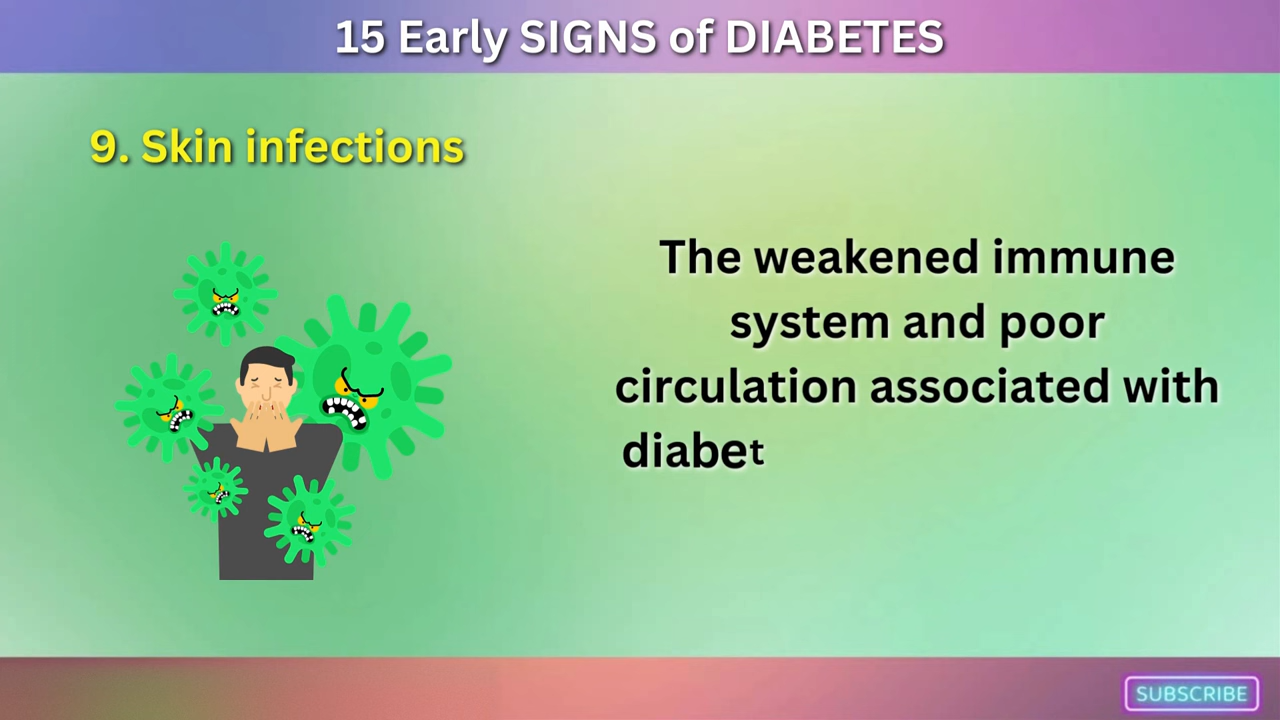 15 Early SIGNS of DIABETES
9. Skin infections
The weakened immune
system and poor
circulation associated with
diabet
SUBSCRIBE